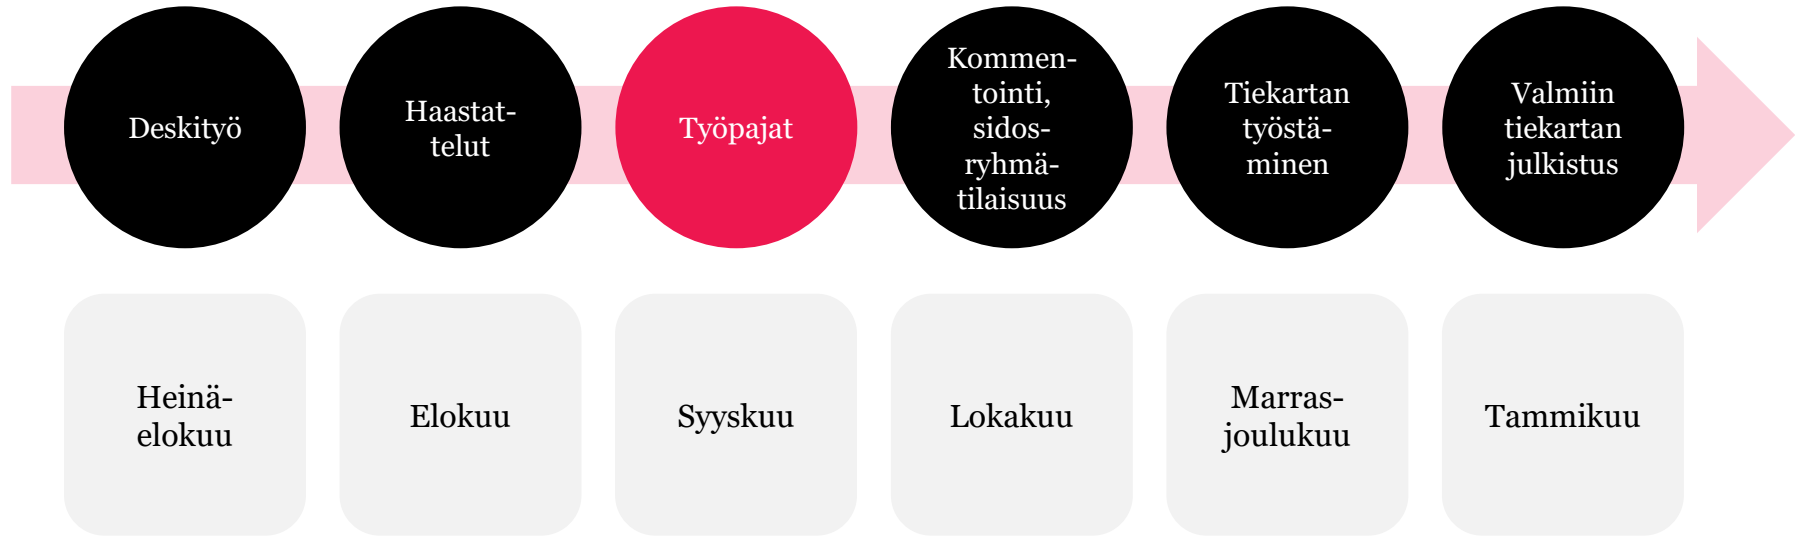 Deskityö
Haastat-
telut
Työpajat
Kommen-
tointi,
sidos-
ryhmä-
tilaisuus
Tiekartan
työstä-
minen
Valmiin
tiekartan
julkistus
Heinä-
elokuu
Elokuu
Syyskuu
Lokakuu
Marras-
joulukuu
Tammikuu